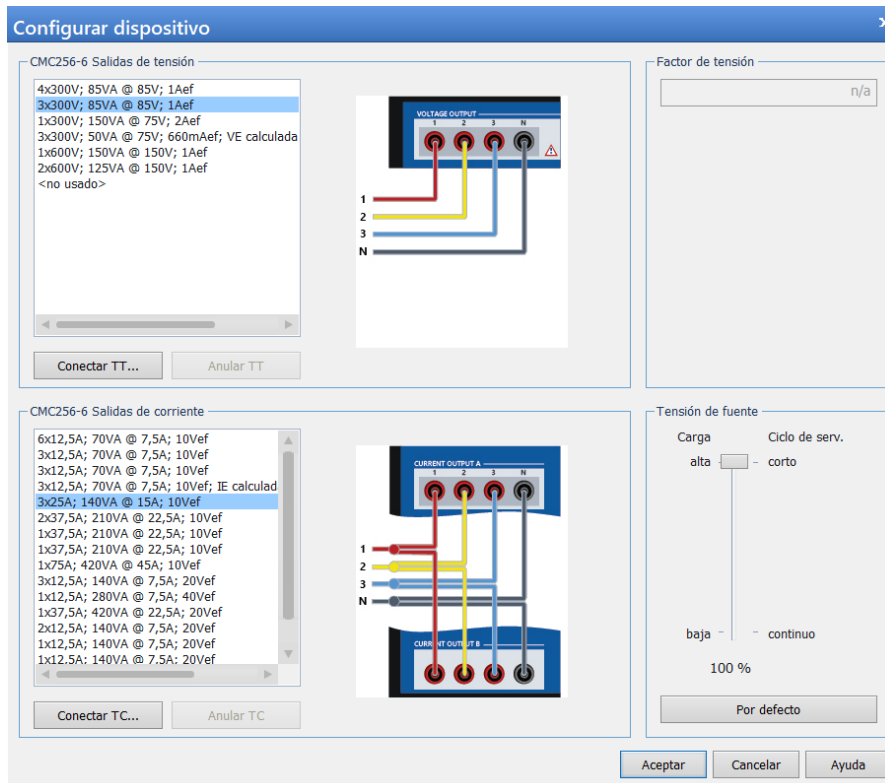 Configurar dispositivo
x
CMC256-6 Salidas de tensión
4x300V; 85VA @ 85V; 1Aef
3x300V; 85VA @ 85V; 1Aef
1x300V; 150VA @ 75V; 2Aef
3x300V; 50VA @ 75V; 660mAef; VE calculada
1x600V; 150VA @ 150V; 1Aef
2x600V; 125VA @ 150V; 1Aef
<no usado>
VOLTAGE OUTPUT
1 2 3 N
1
2
3
N
Conectar TT...
Anular TT
Factor de tensión
n/a
CMC256-6 Salidas de corriente
6x12,5A; 70VA @ 7,5A; 10Vef
3x12,5A; 70VA @ 7,5A; 10Vef
3x12,5A; 70VA @ 7,5A; 10Vef
3x12,5A; 70VA @ 7,5A; 10Vef; IE calculad
3x25A; 140VA @ 15A; 10Vef
2x37,5A; 210VA @ 22,5A; 10Vef
1x37,5A; 210VA @ 22,5A; 10Vef
1x37,5A; 210VA @ 22,5A; 10Vef
1x75A; 420VA @ 45A; 10Vef
3x12,5A; 140VA @ 7,5A; 20Vef
1x12,5A; 280VA @ 7,5A; 40Vef
1x37,5A; 420VA @ 22,5A; 20Vef
2x12,5A; 140VA @ 7,5A; 20Vef
1x12,5A; 140VA @ 7,5A; 20Vef
1x12,5A; 140VA @ 7,5A; 20Vef
CURRENT OUTPUT A
1 2 3 N
1
2
3
N
CURRENT OUTPUT B
Conectar TC...
Anular TC
Tensión de fuente
Carga Ciclo de serv.
alta corto
baja continuo
100 %
Por defecto
Aceptar Cancelar Ayuda